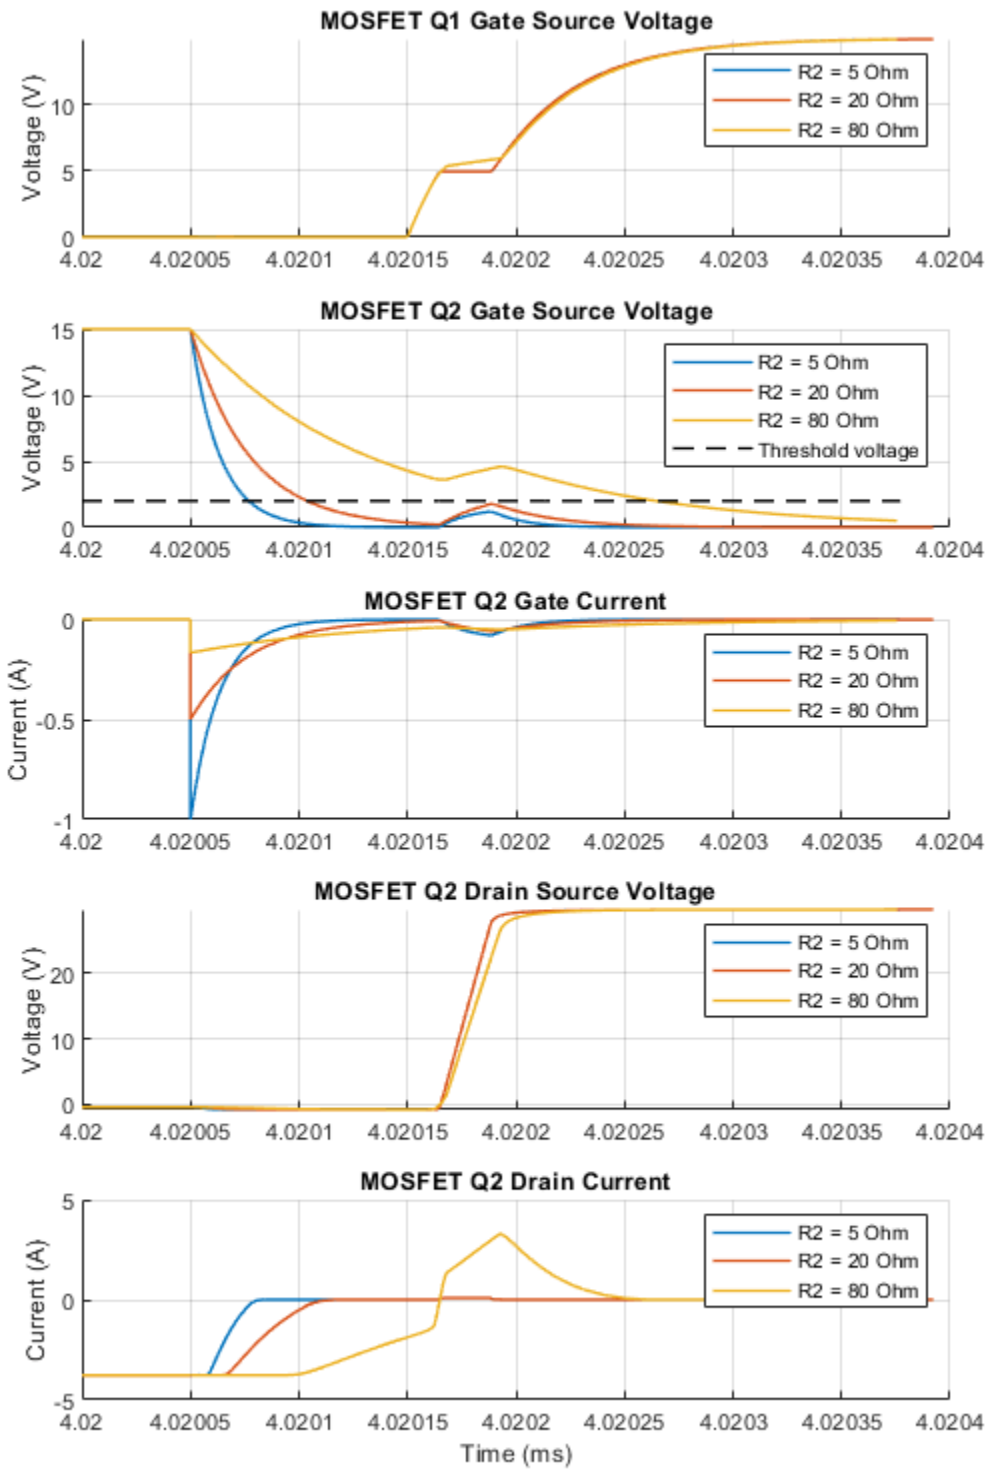 MOSFET Q1 Gate Source Voltage
Voltage (V)
10
5
0
R2 = 5 Ohm
R2 = 20 Ohm
R2 = 80 Ohm
4.02 4.02005 4.0201 4.02015 4.0202 4.02025 4.0203 4.02035 4.0204
MOSFET Q2 Gate Source Voltage
Voltage (V)
15
10
5
0
R2 = 5 Ohm
R2 = 20 Ohm
R2 = 80 Ohm
Threshold voltage
4.02 4.02005 4.0201 4.02015 4.0202 4.02025 4.0203 4.02035 4.0204
MOSFET Q2 Gate Current
Current (A)
0
-0.5
-1
R2 = 5 Ohm
R2 = 20 Ohm
R2 = 80 Ohm
4.02 4.02005 4.0201 4.02015 4.0202 4.02025 4.0203 4.02035 4.0204
MOSFET Q2 Drain Source Voltage
Voltage (V)
20
10
0
R2 = 5 Ohm
R2 = 20 Ohm
R2 = 80 Ohm
4.02 4.02005 4.0201 4.02015 4.0202 4.02025 4.0203 4.02035 4.0204
MOSFET Q2 Drain Current
Current (A)
5
0
-5
R2 = 5 Ohm
R2 = 20 Ohm
R2 = 80 Ohm
4.02 4.02005 4.0201 4.02015 4.0202 4.02025 4.0203 4.02035 4.0204
Time (ms)